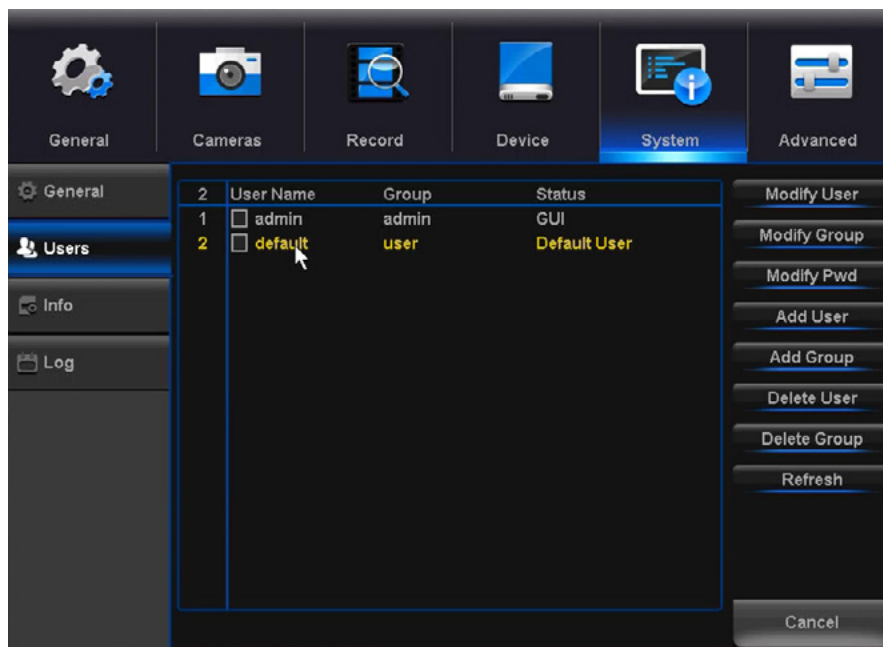 General Cameras Record Device System Advanced
General
Users
Info
Log
2 User Name Group Status
1 admin admin GUI
2 default user Default User
Modify User
Modify Group
Modify Pwd
Add User
Add Group
Delete User
Delete Group
Refresh
Cancel